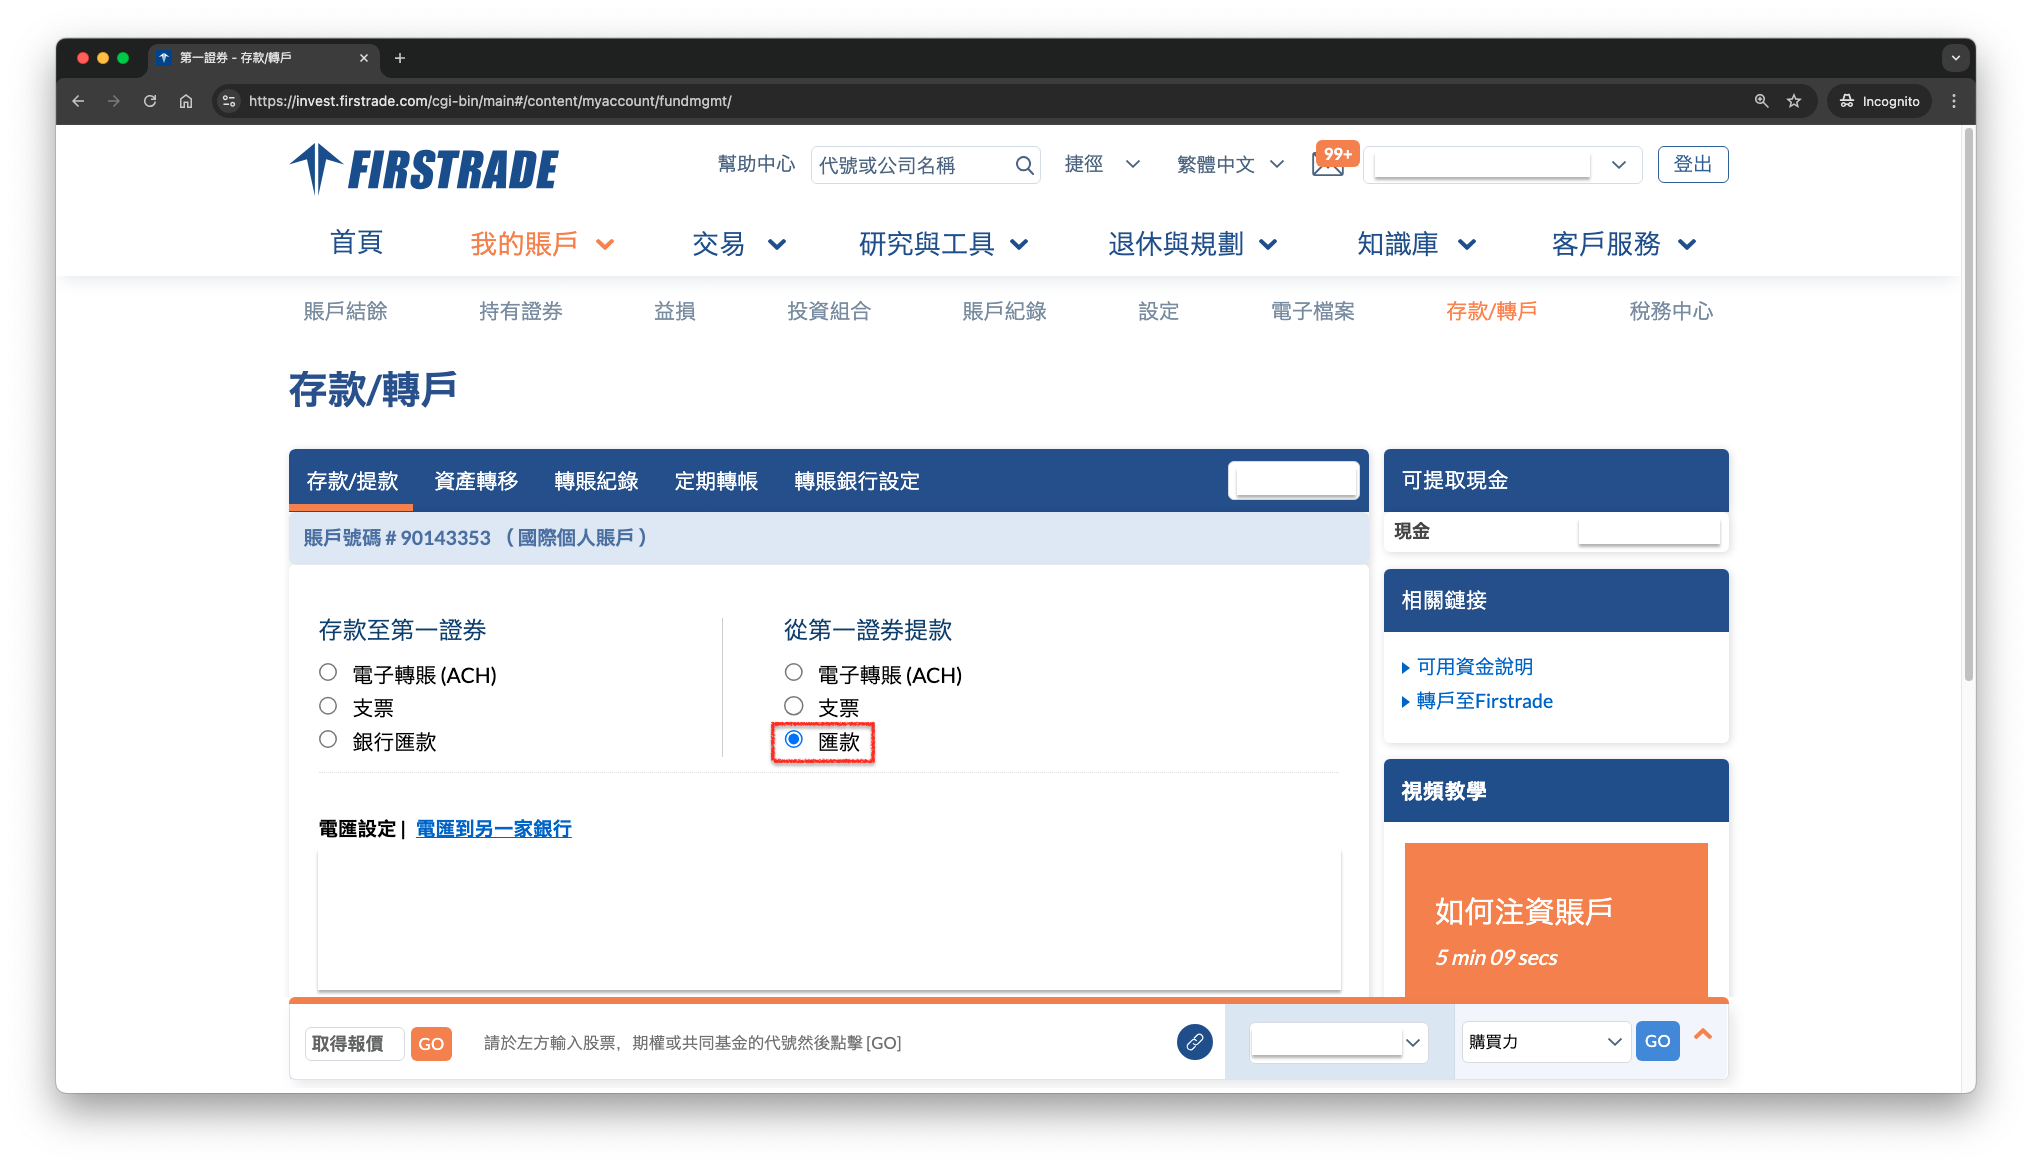 第一證券 - 存款/轉戶
https://invest.firstrade.com/cgi-bin/main#/content/myaccount/fundmgmt/
Incognito
FIRSTRADE
幫助中心
代號或公司名稱
捷徑
繁體中文
99+
登出
首頁
我的賬戶
交易
研究與工具
退休與規劃
知識庫
客戶服務
賬戶結餘
持有證券
益損
投資組合
賬戶紀錄
設定
電子檔案
存款/轉戶
稅務中心
存款/轉戶
存款/提款
資產轉移
轉賬紀錄
定期轉帳
轉賬銀行設定
賬戶號碼 # 90143353 （ 國際個人賬戶 ）
存款至第一證券
電子轉賬 (ACH)
支票
銀行匯款
從第一證券提款
電子轉賬 (ACH)
支票
匯款
電匯設定 | 電匯到另一家銀行
可提取現金
現金
相關鏈接
可用資金說明
轉戶至Firstrade
視頻教學
如何注資賬戶
5 min 09 secs
取得報價
GO
請於左方輸入股票，期權或共同基金的代號然後點擊 [GO]
購買力
GO